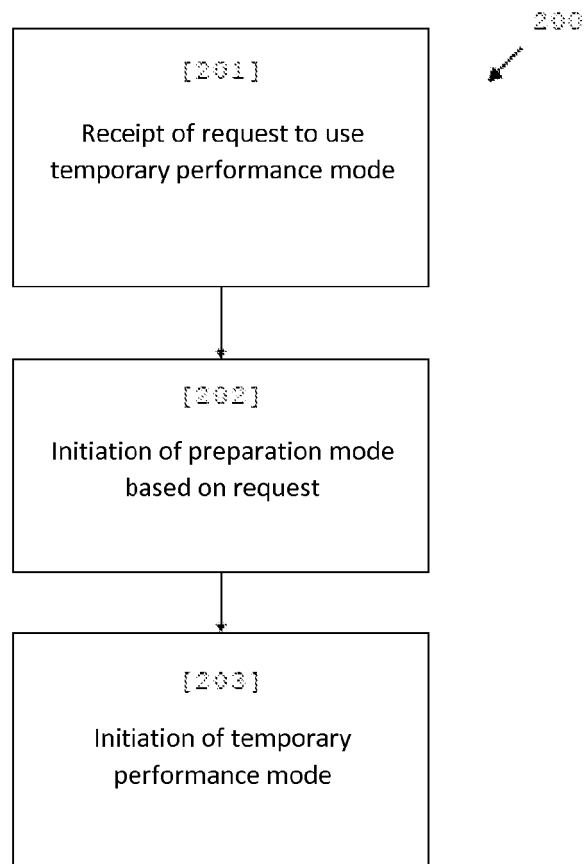 200
[201]
Receipt of request to use
temporary performance mode
[202]
Initiation of preparation mode
based on request
[203]
Initiation of temporary
performance mode